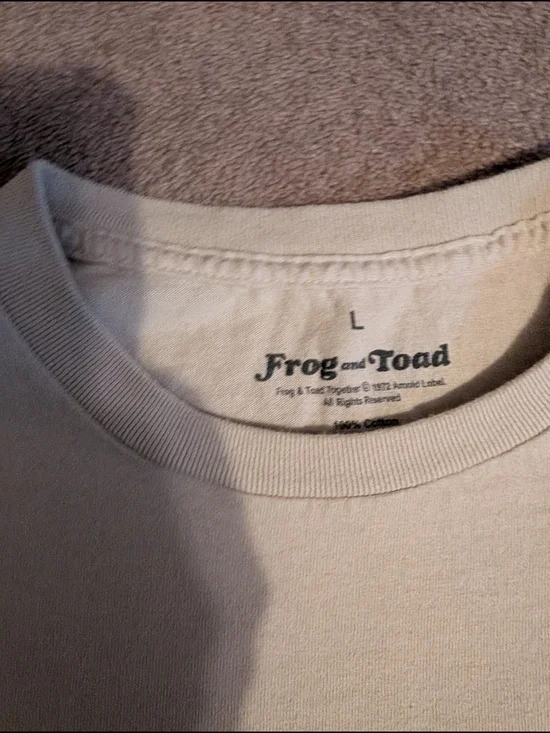 L
Frog and Toad
Frog & Toad Together © 1972 Arnold Lobel.
All Rights Reserved
100% Cotton